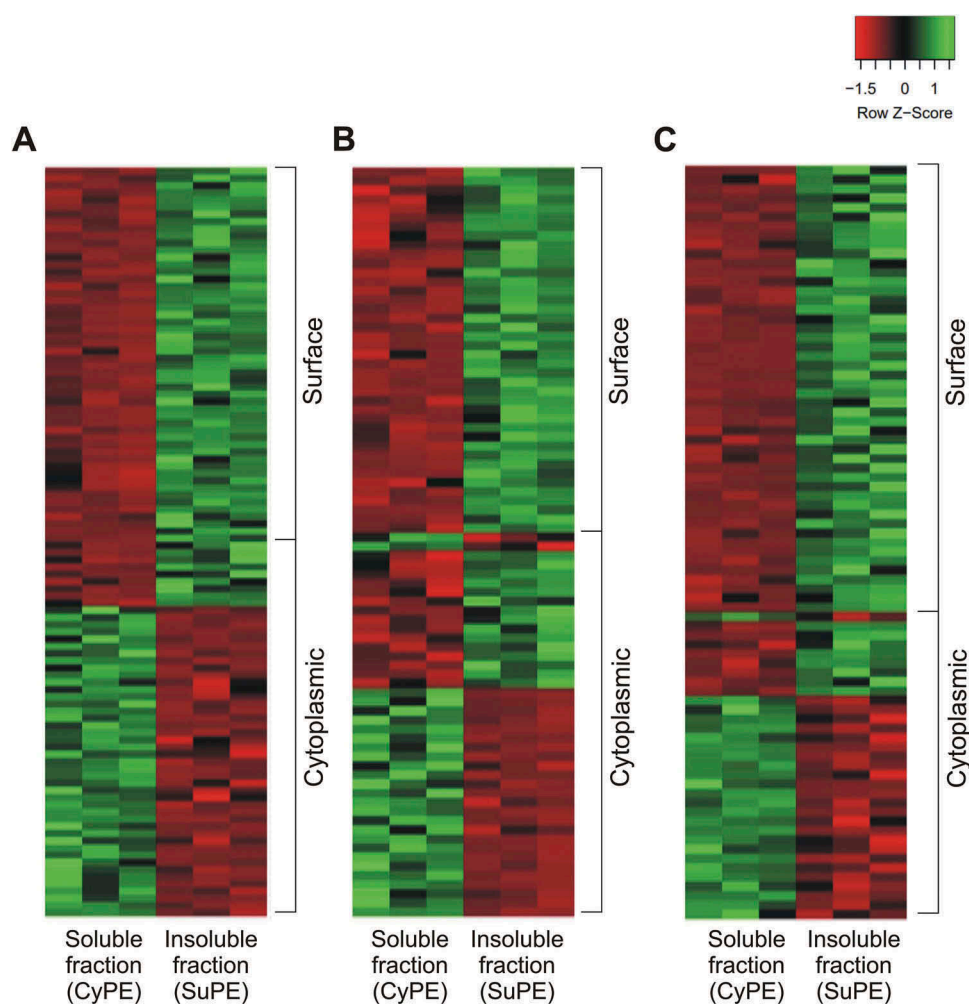 −1.5 0 1
Row Z−Score
A
B
C
Surface
Cytoplasmic
Surface
Cytoplasmic
Surface
Cytoplasmic
Soluble
fraction
(CyPE)
Insoluble
fraction
(SuPE)
Soluble
fraction
(CyPE)
Insoluble
fraction
(SuPE)
Soluble
fraction
(CyPE)
Insoluble
fraction
(SuPE)